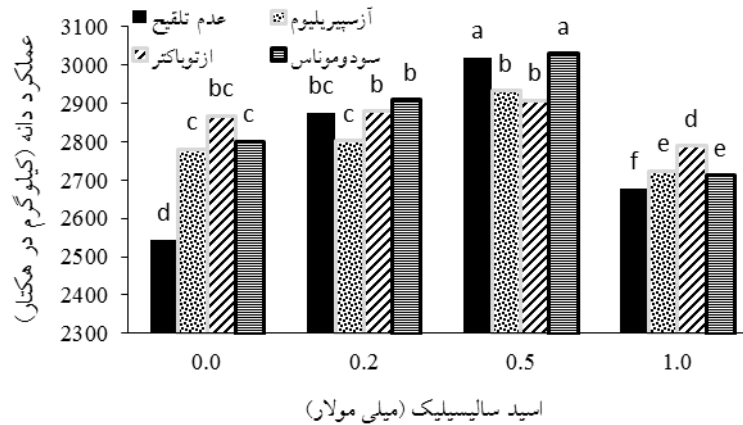 عدم تلقیح آزسپیریلیوم
ازتوباکتر سودوموناس
عملکرد دانه (کیلوگرم در هکتار)
3100
3000
2900
2800
2700
2600
2500
2400
2300
d c bc c
bc c b b
a b b a
f e d e
0.0 0.2 0.5 1.0
اسید سالیسیلیک (میلی مولار)